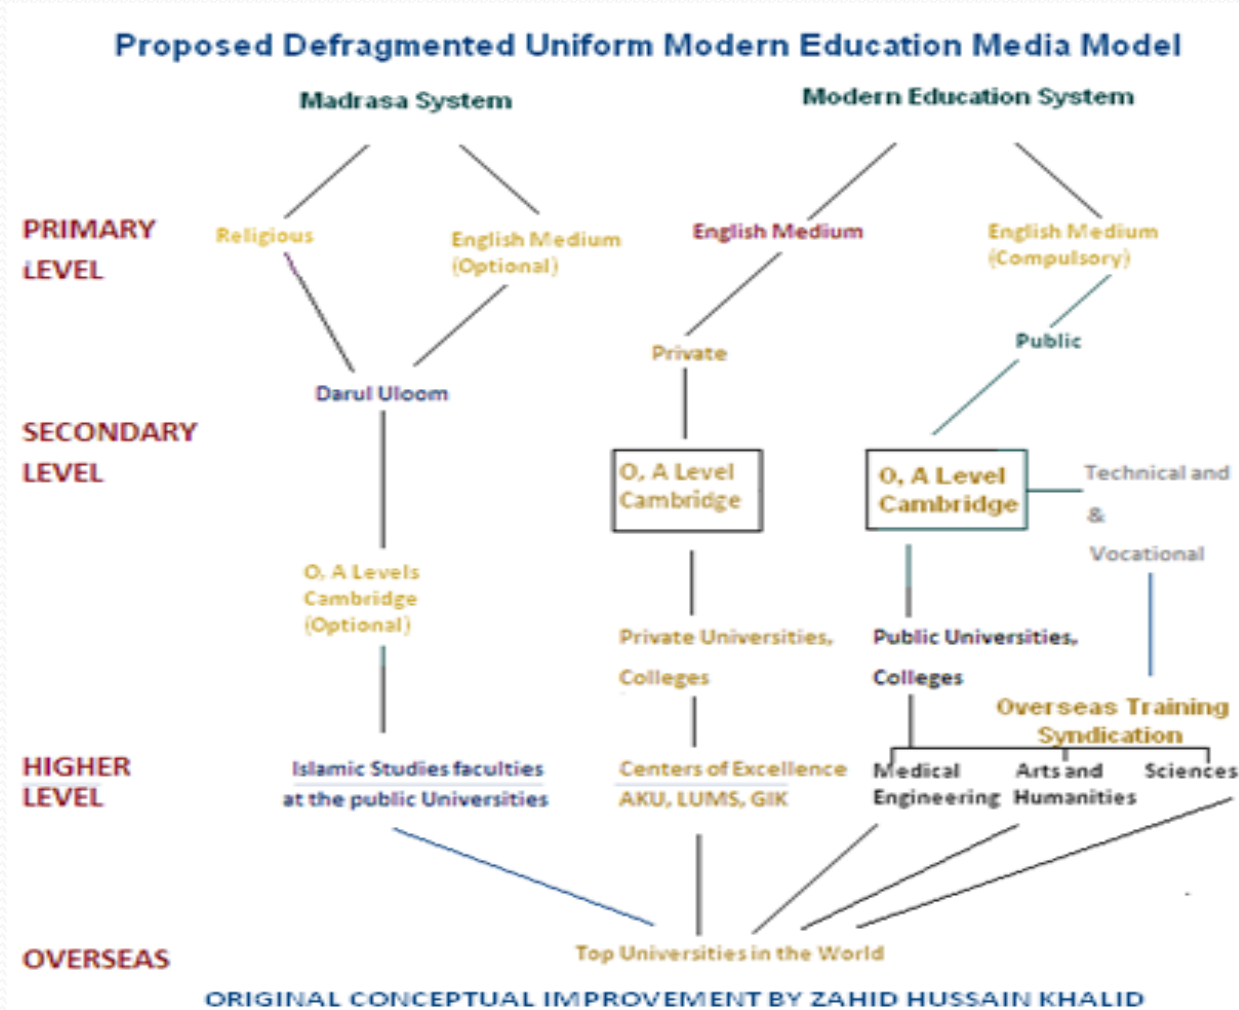 Proposed Defragmented Uniform Modern Education Media Model
Madrasa System
Modern Education System
PRIMARY
LEVEL
Religious
English Medium
(Optional)
English Medium
English Medium
(Compulsory)
Private
Public
Darul Uloom
SECONDARY
LEVEL
O, A Level
Cambridge
O, A Level
Cambridge
Technical and
&
Vocational
O, A Levels
Cambridge
(Optional)
Private Universities,
Colleges
Public Universities,
Colleges
Overseas Training
Syndication
HIGHER
LEVEL
Islamic Studies faculties
at the public Universities
Centers of Excellence
AKU, LUMS, GIK
Medical
Engineering
Arts and
Humanities
Sciences
OVERSEAS
Top Universities in the World
ORIGINAL CONCEPTUAL IMPROVEMENT BY ZAHID HUSSAIN KHALID